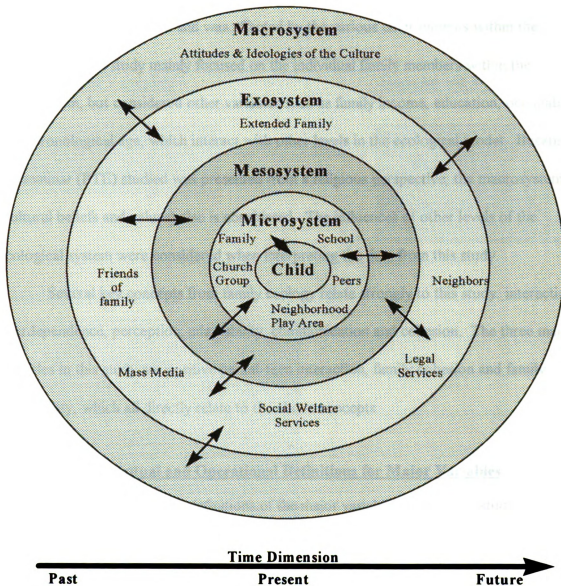 Macrosystem
Attitudes & Ideologies of the Culture
Exosystem
Extended Family
Mesosystem
Microsystem
Family School
Child
Church
Group
Peers
Neighborhood
Play Area
Friends
of
family
Neighbors
Mass Media
Legal
Services
Social Welfare
Services
Time Dimension
Past Present Future